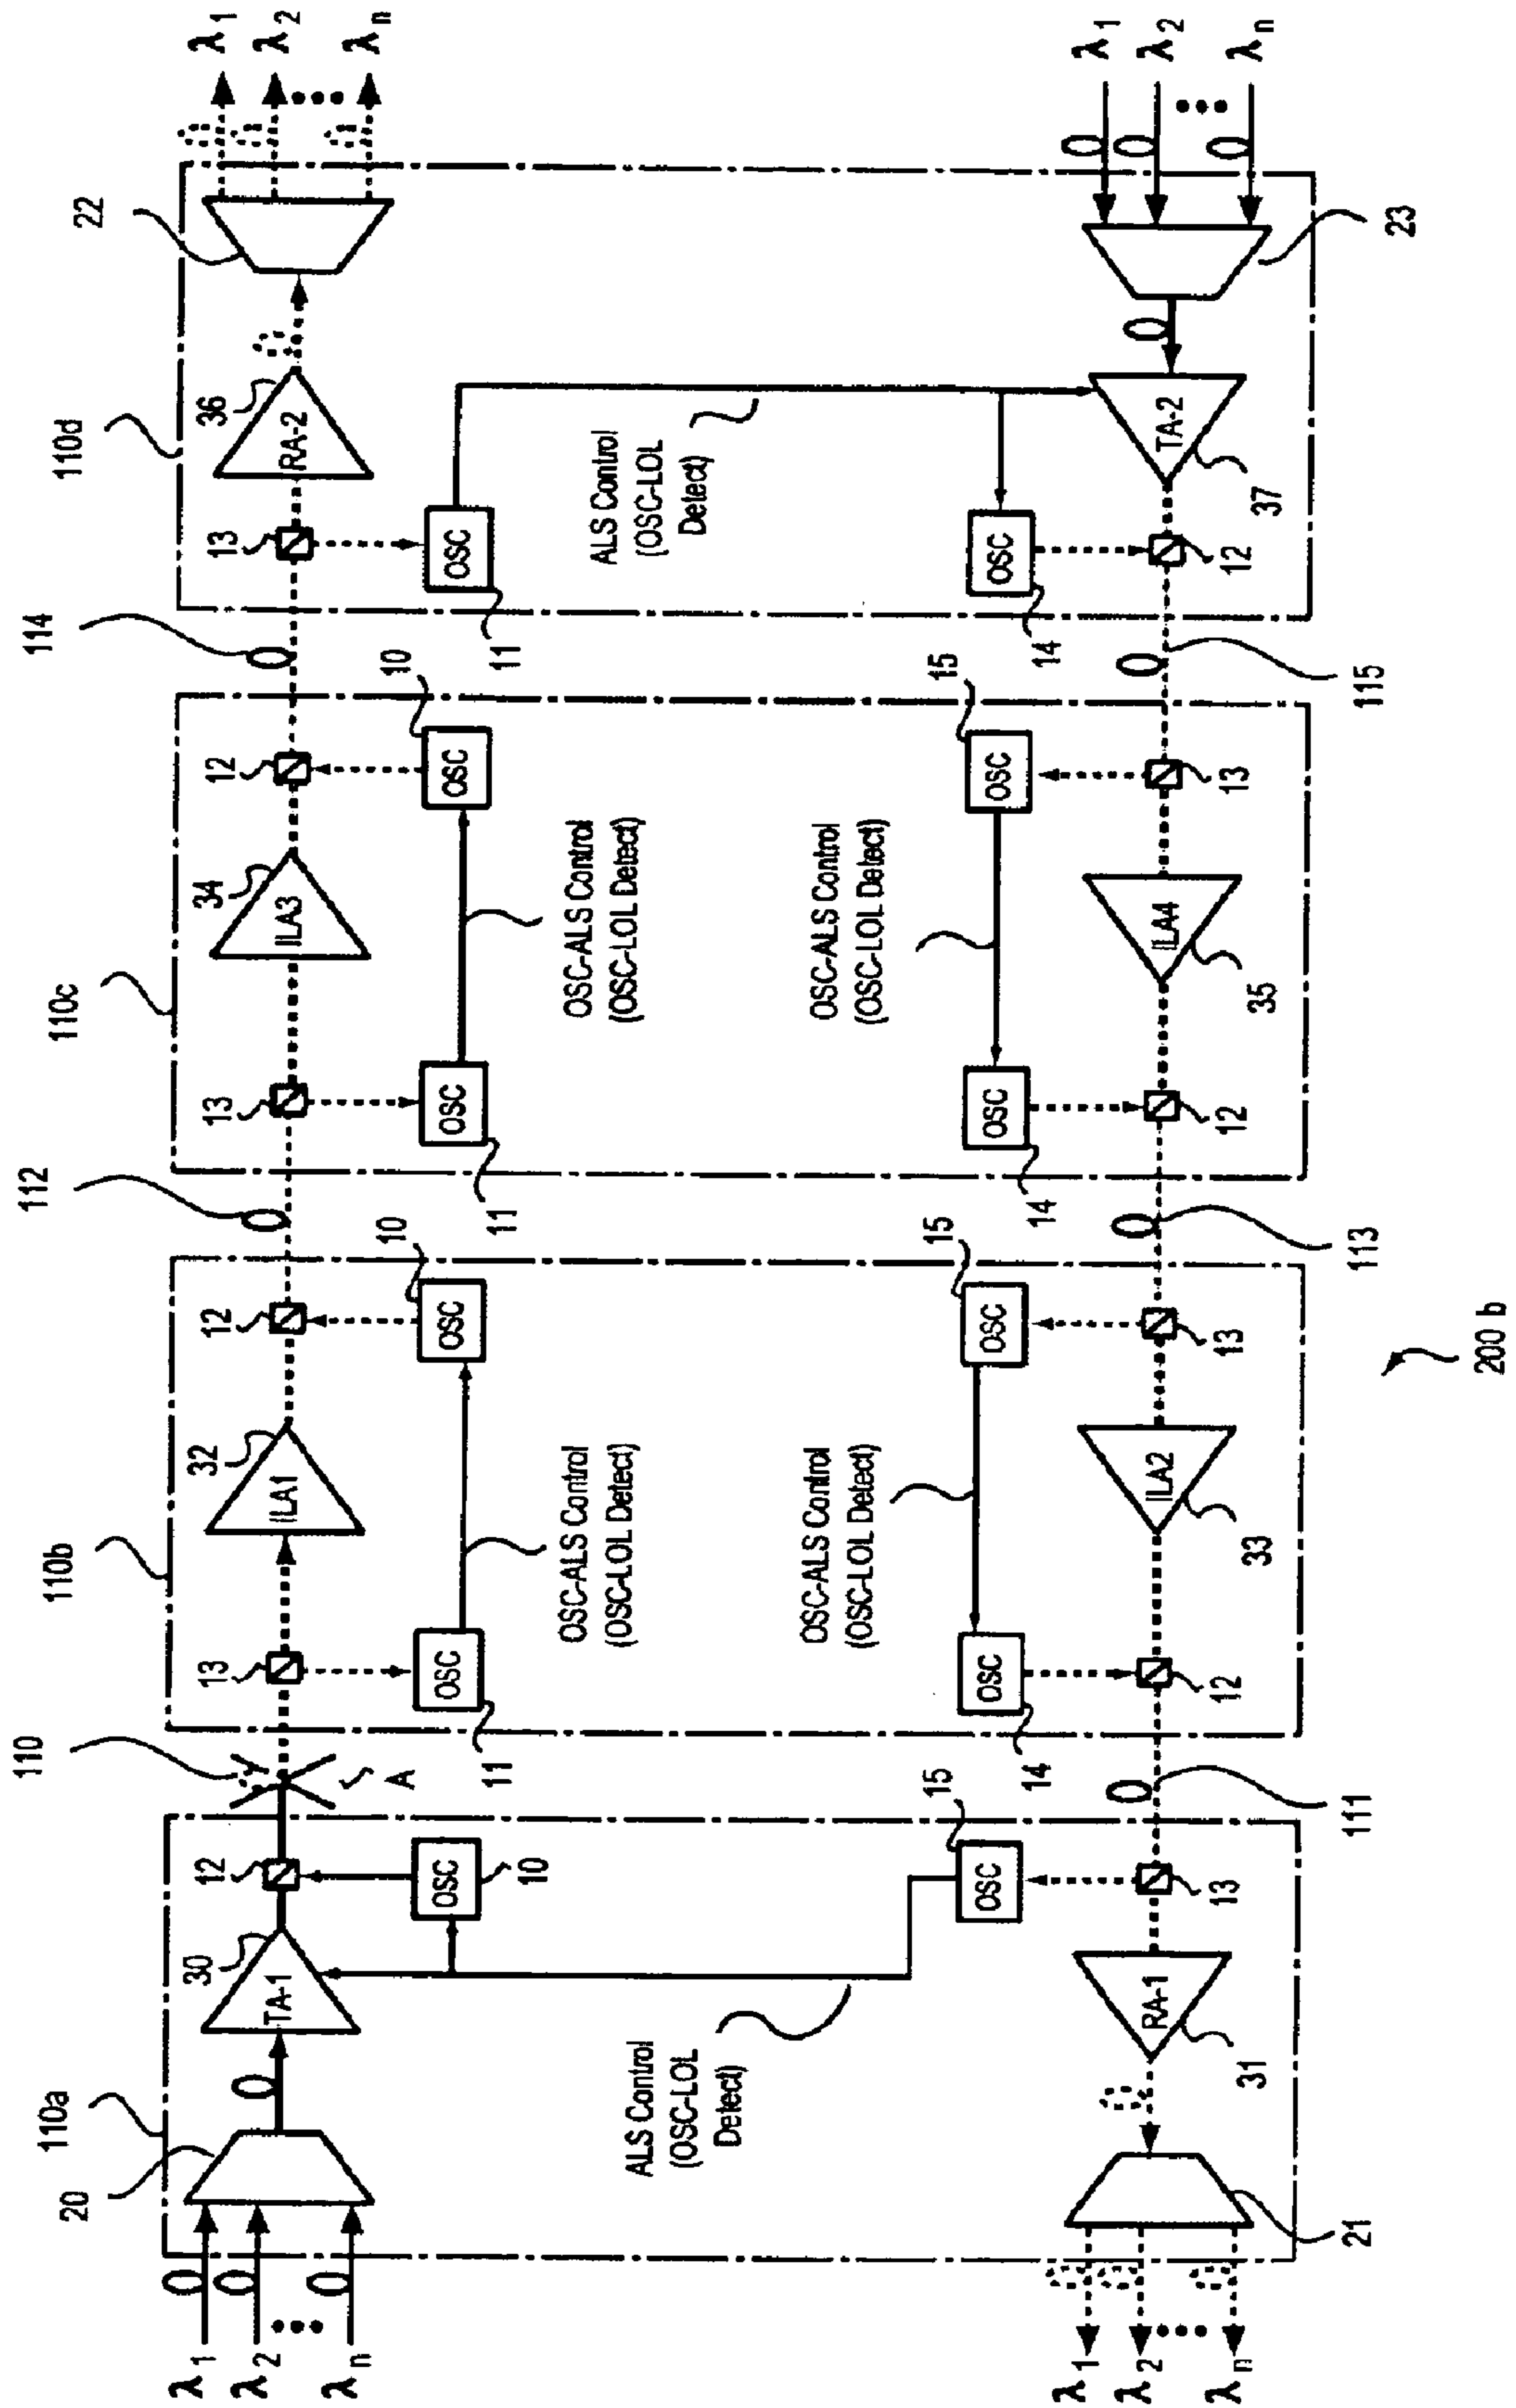 λ1
λ2
λn
20
110a
TA-1
30
12
OSC
10
ALS Control
(OSC-LOL
Detect)
15
OSC
13
RA-1
31
21
λ1
λ2
λn
110
A
111
110b
13
OSC
11
ILA1
32
12
OSC
10
OSC-ALS Control
(OSC-LOL Detect)
OSC-ALS Control
(OSC-LOL Detect)
OSC
14
12
ILA2
33
15
OSC
13
112
113
110c
13
OSC
11
ILA3
34
12
OSC
10
OSC-ALS Control
(OSC-LOL Detect)
OSC-ALS Control
(OSC-LOL Detect)
OSC
14
12
ILA4
35
15
OSC
13
114
115
110d
13
OSC
11
RA-2
36
22
λ1
λ2
λn
ALS Control
(OSC-LOL
Detect)
OSC
14
12
TA-2
37
23
λ1
λ2
λn
200 b